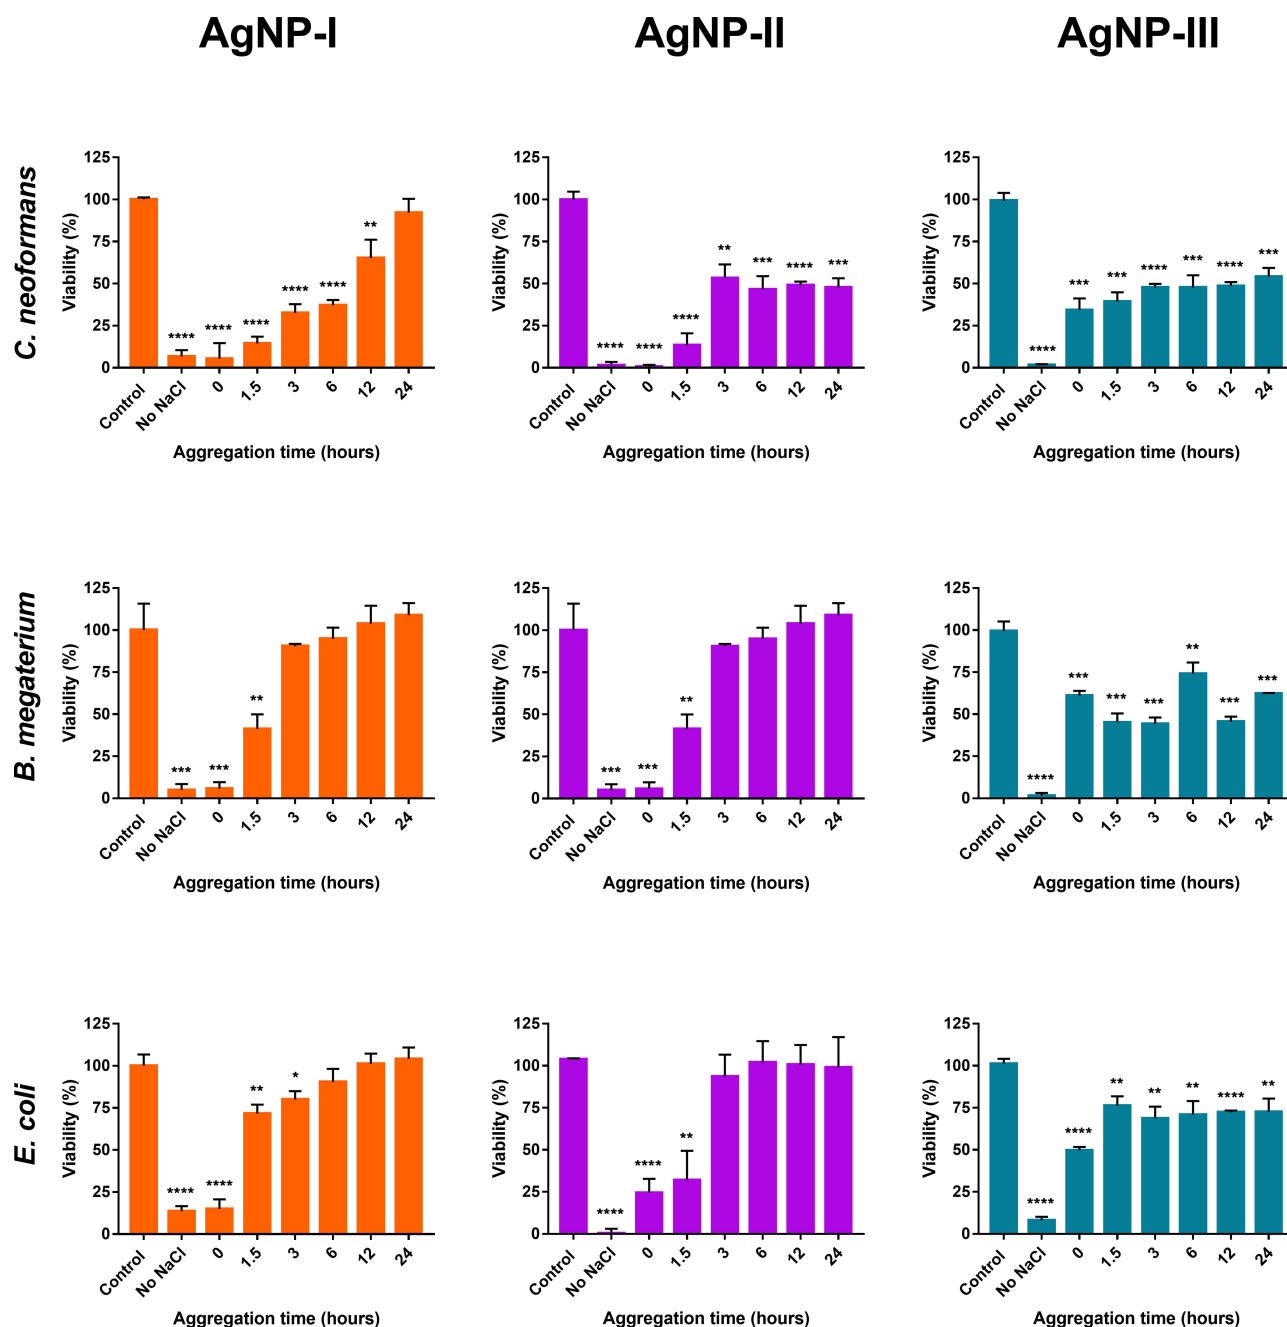 AgNP-I AgNP-II AgNP-III
C. neoformans
125
100
75
50
25
0
Viability (%)
** **** **** **** **** ****
Control No NaCl 0 1.5 3 6 12 24
Aggregation time (hours)
125
100
75
50
25
0
Viability (%)
**** **** **** ** *** **** ***
Control No NaCl 0 1.5 3 6 12 24
Aggregation time (hours)
125
100
75
50
25
0
Viability (%)
**** *** *** **** *** **** ***
Control No NaCl 0 1.5 3 6 12 24
Aggregation time (hours)
B. megaterium
125
100
75
50
25
0
Viability (%)
*** *** **
Control No NaCl 0 1.5 3 6 12 24
Aggregation time (hours)
125
100
75
50
25
0
Viability (%)
*** *** **
Control No NaCl 0 1.5 3 6 12 24
Aggregation time (hours)
125
100
75
50
25
0
Viability (%)
**** *** *** *** ** *** ***
Control No NaCl 0 1.5 3 6 12 24
Aggregation time (hours)
E. coli
125
100
75
50
25
0
Viability (%)
**** **** ** *
Control No NaCl 0 1.5 3 6 12 24
Aggregation time (hours)
125
100
75
50
25
0
Viability (%)
**** **** **
Control No NaCl 0 1.5 3 6 12 24
Aggregation time (hours)
125
100
75
50
25
0
Viability (%)
**** **** ** ** ** **** **
Control No NaCl 0 1.5 3 6 12 24
Aggregation time (hours)